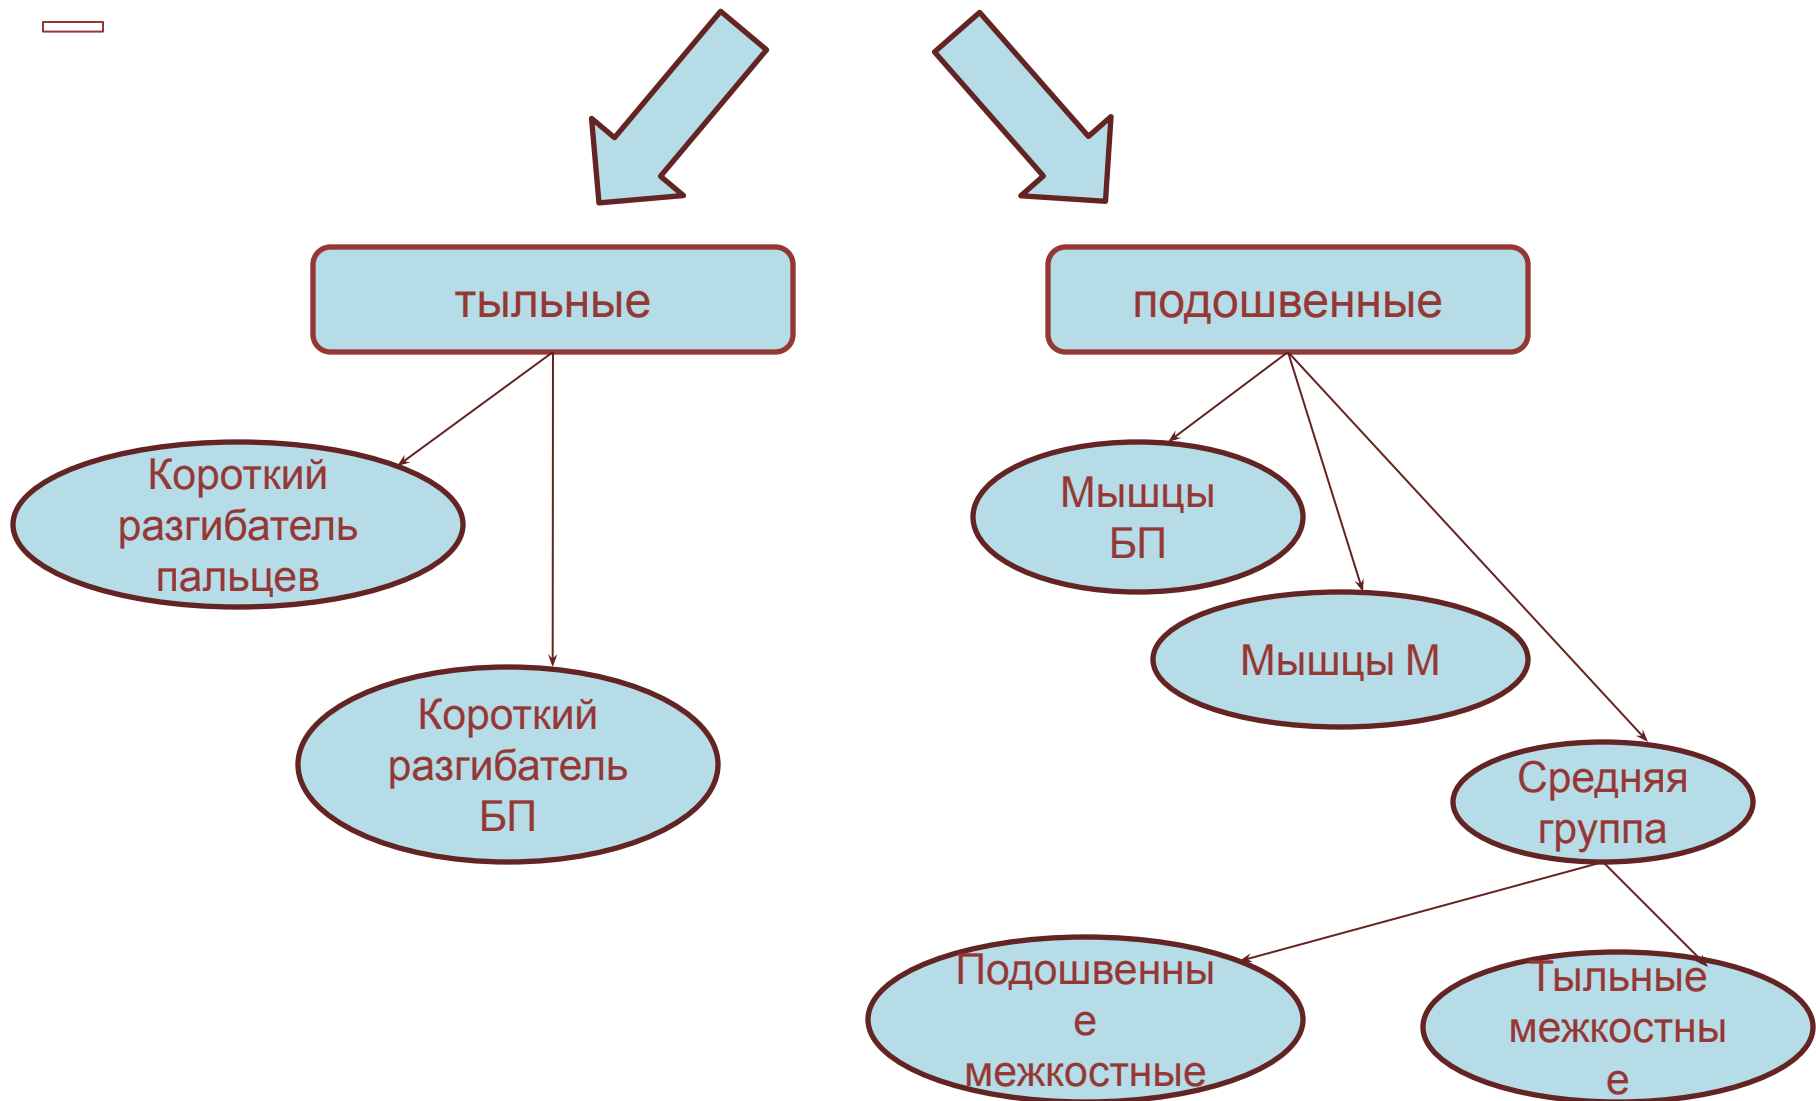 тыльные
подошвенные
Короткий
разгибатель
пальцев
Мышцы
БП
Мышцы М
Короткий
разгибатель
БП
Средняя
группа
Подошвенны
е
межкостные
Тыльные
межкостны
е